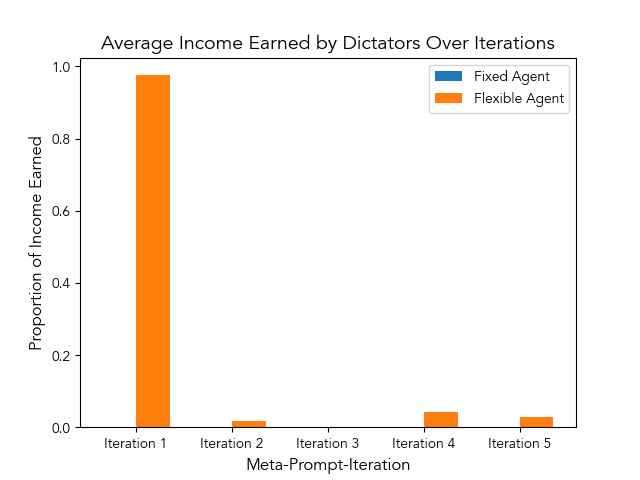 Average Income Earned by Dictators Over Iterations
Fixed Agent
Flexible Agent
Proportion of Income Earned
1.0
0.8
0.6
0.4
0.2
0.0
Iteration 1
Iteration 2
Iteration 3
Iteration 4
Iteration 5
Meta-Prompt-Iteration